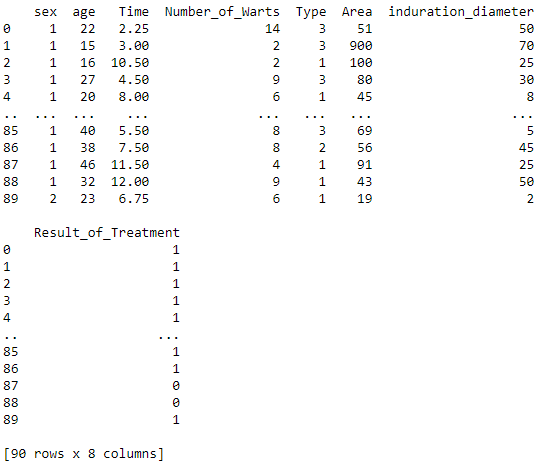 sex age Time Number_of_Warts Type Area induration_diameter
0 1 22 2.25 14 3 51 50
1 1 15 3.00 2 3 900 70
2 1 16 10.50 2 1 100 25
3 1 27 4.50 9 3 80 30
4 1 20 8.00 6 1 45 8
.. ... ... ... ... ... ... ...
85 1 40 5.50 8 3 69 5
86 1 38 7.50 8 2 56 45
87 1 46 11.50 4 1 91 25
88 1 32 12.00 9 1 43 50
89 2 23 6.75 6 1 19 2
Result_of_Treatment
0 1
1 1
2 1
3 1
4 1
.. ...
85 1
86 1
87 0
88 0
89 1
[90 rows x 8 columns]